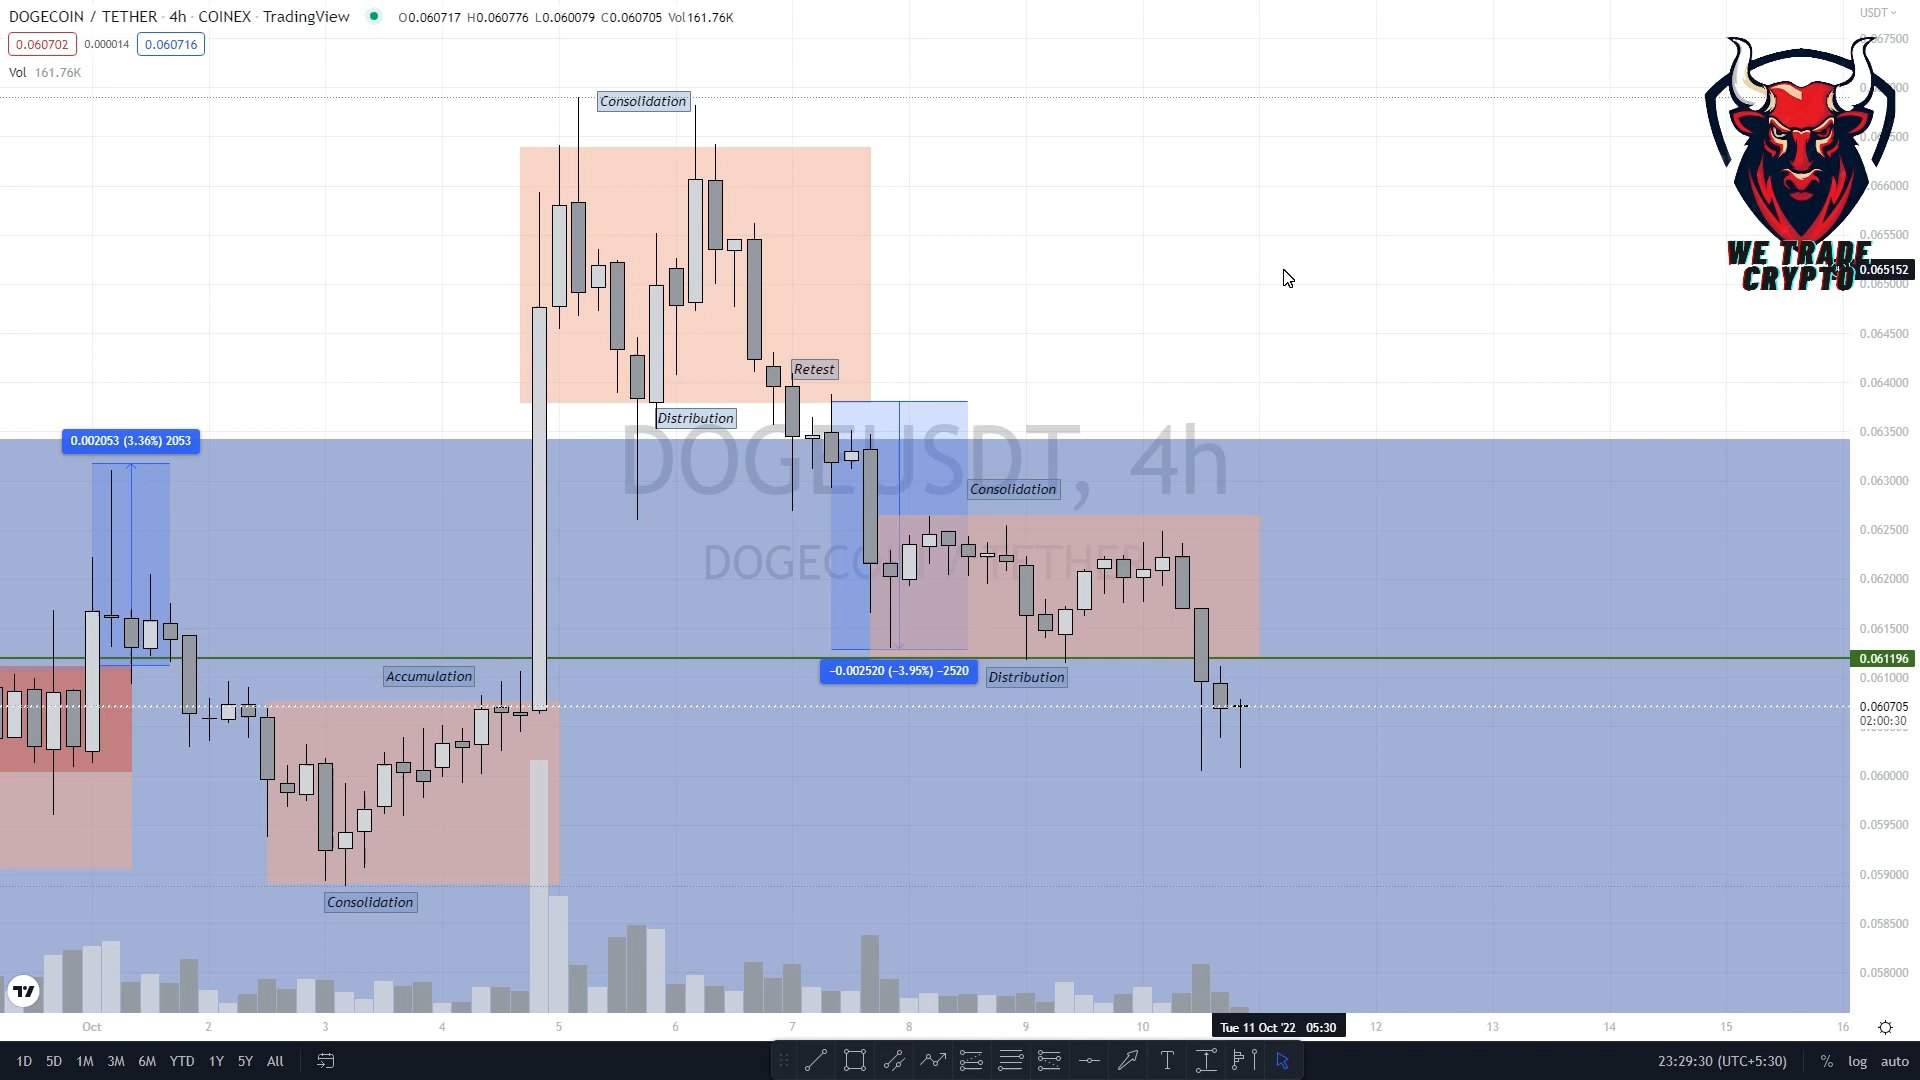 DOGECOIN / TETHER · 4h · COINEX · TradingView O0.060717 H0.060776 L0.060079 C0.060705 Vol161.76K
0.060702 0.000014 0.060716
Vol 161.76K
USDT
WE TRADE
CRYPTO
Consolidation
Retest
Distribution
0.002053 (3.36%) 2053
DOGEUSDT, 4h
DOGECOIN / TETHER
Consolidation
Accumulation
−0.002520 (−3.95%) −2520
Distribution
Consolidation
0.067500
0.066000
0.065500
0.065152
0.065000
0.064500
0.064000
0.063500
0.063000
0.062500
0.062000
0.061500
0.061196
0.061000
0.060705
02:00:30
0.060000
0.059500
0.059000
0.058500
0.058000
Oct 2 3 4 5 6 7 8 9 10 Tue 11 Oct '22 05:30 12 13 14 15 16
1D 5D 1M 3M 6M YTD 1Y 5Y All 23:29:30 (UTC+5:30) % log auto